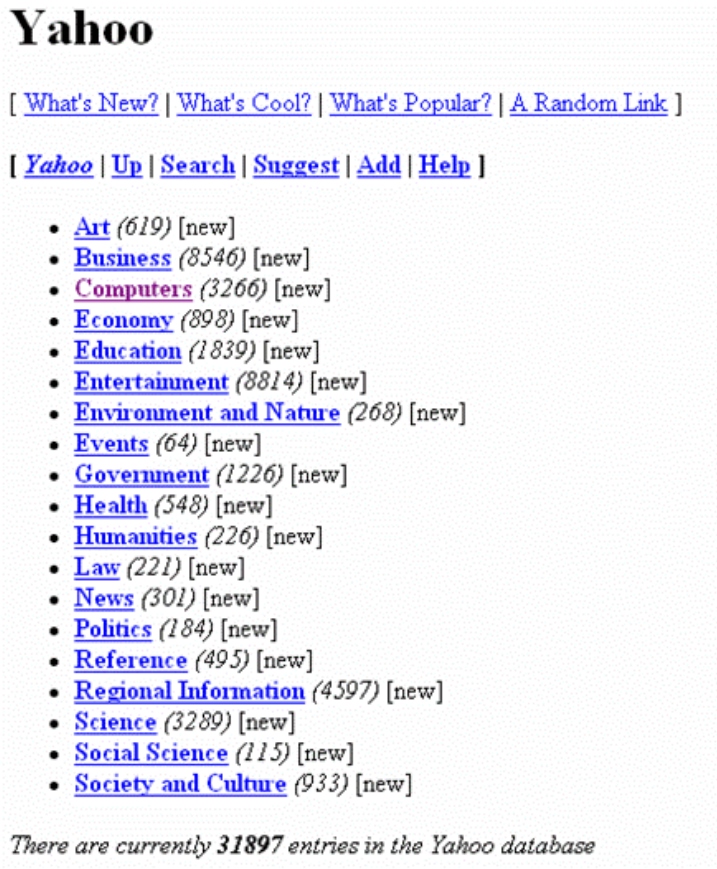 Yahoo
[ What's New? | What's Cool? | What's Popular? | A Random Link ]
[ Yahoo | Up | Search | Suggest | Add | Help ]
• Art (619) [new]
• Business (8546) [new]
• Computers (3266) [new]
• Economy (898) [new]
• Education (1839) [new]
• Entertainment (8814) [new]
• Environment and Nature (268) [new]
• Events (64) [new]
• Government (1226) [new]
• Health (548) [new]
• Humanities (226) [new]
• Law (221) [new]
• News (301) [new]
• Politics (184) [new]
• Reference (495) [new]
• Regional Information (4597) [new]
• Science (3289) [new]
• Social Science (115) [new]
• Society and Culture (933) [new]
There are currently 31897 entries in the Yahoo database